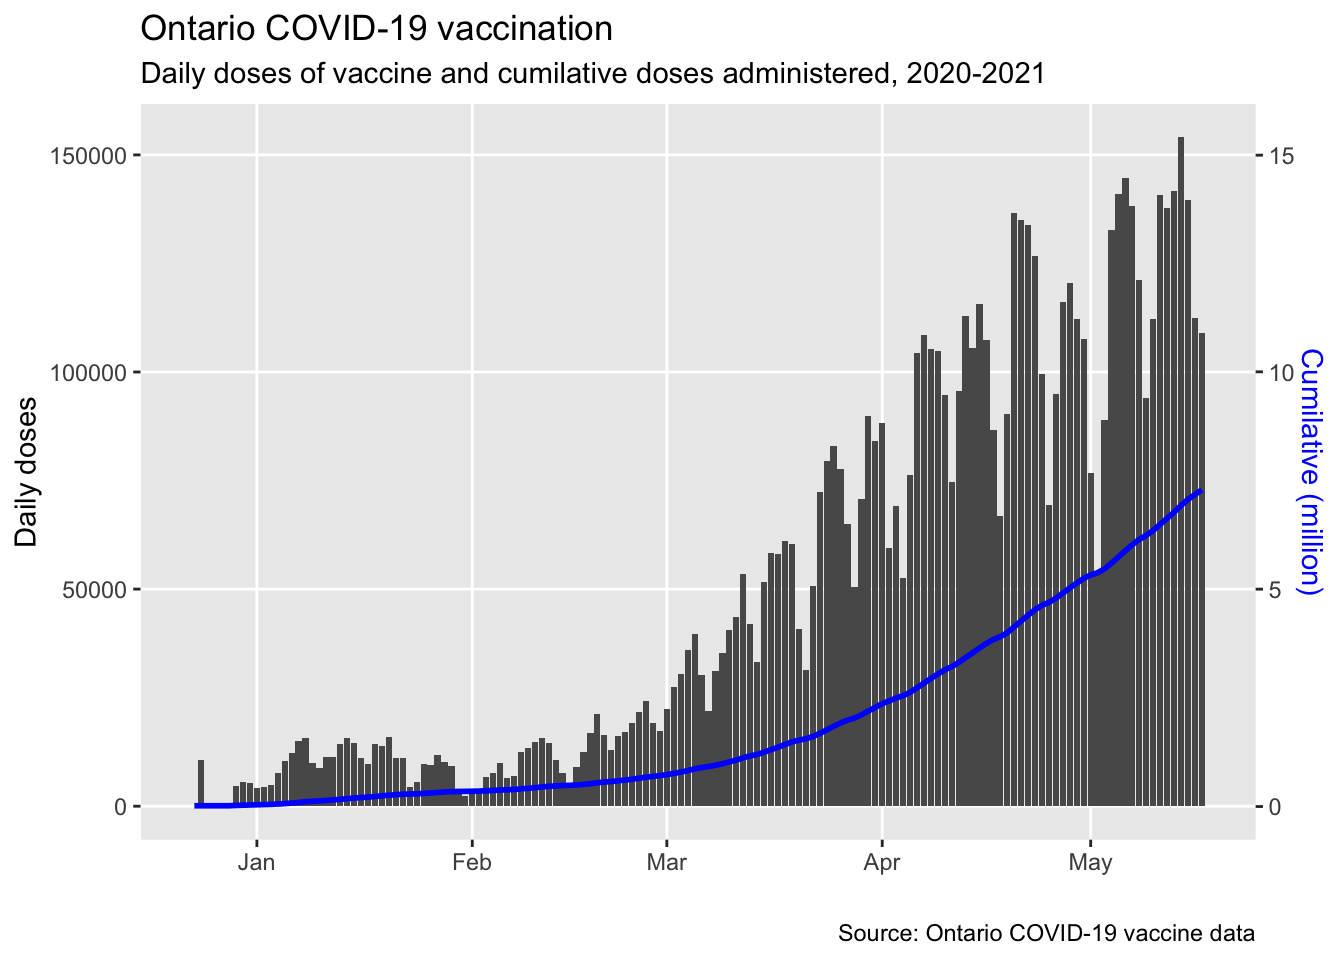 Ontario COVID-19 vaccination
Daily doses of vaccine and cumilative doses administered, 2020-2021
150000
100000
50000
0
Daily doses
15
10
5
0
Cumilative (million)
Jan Feb Mar Apr May
Source: Ontario COVID-19 vaccine data